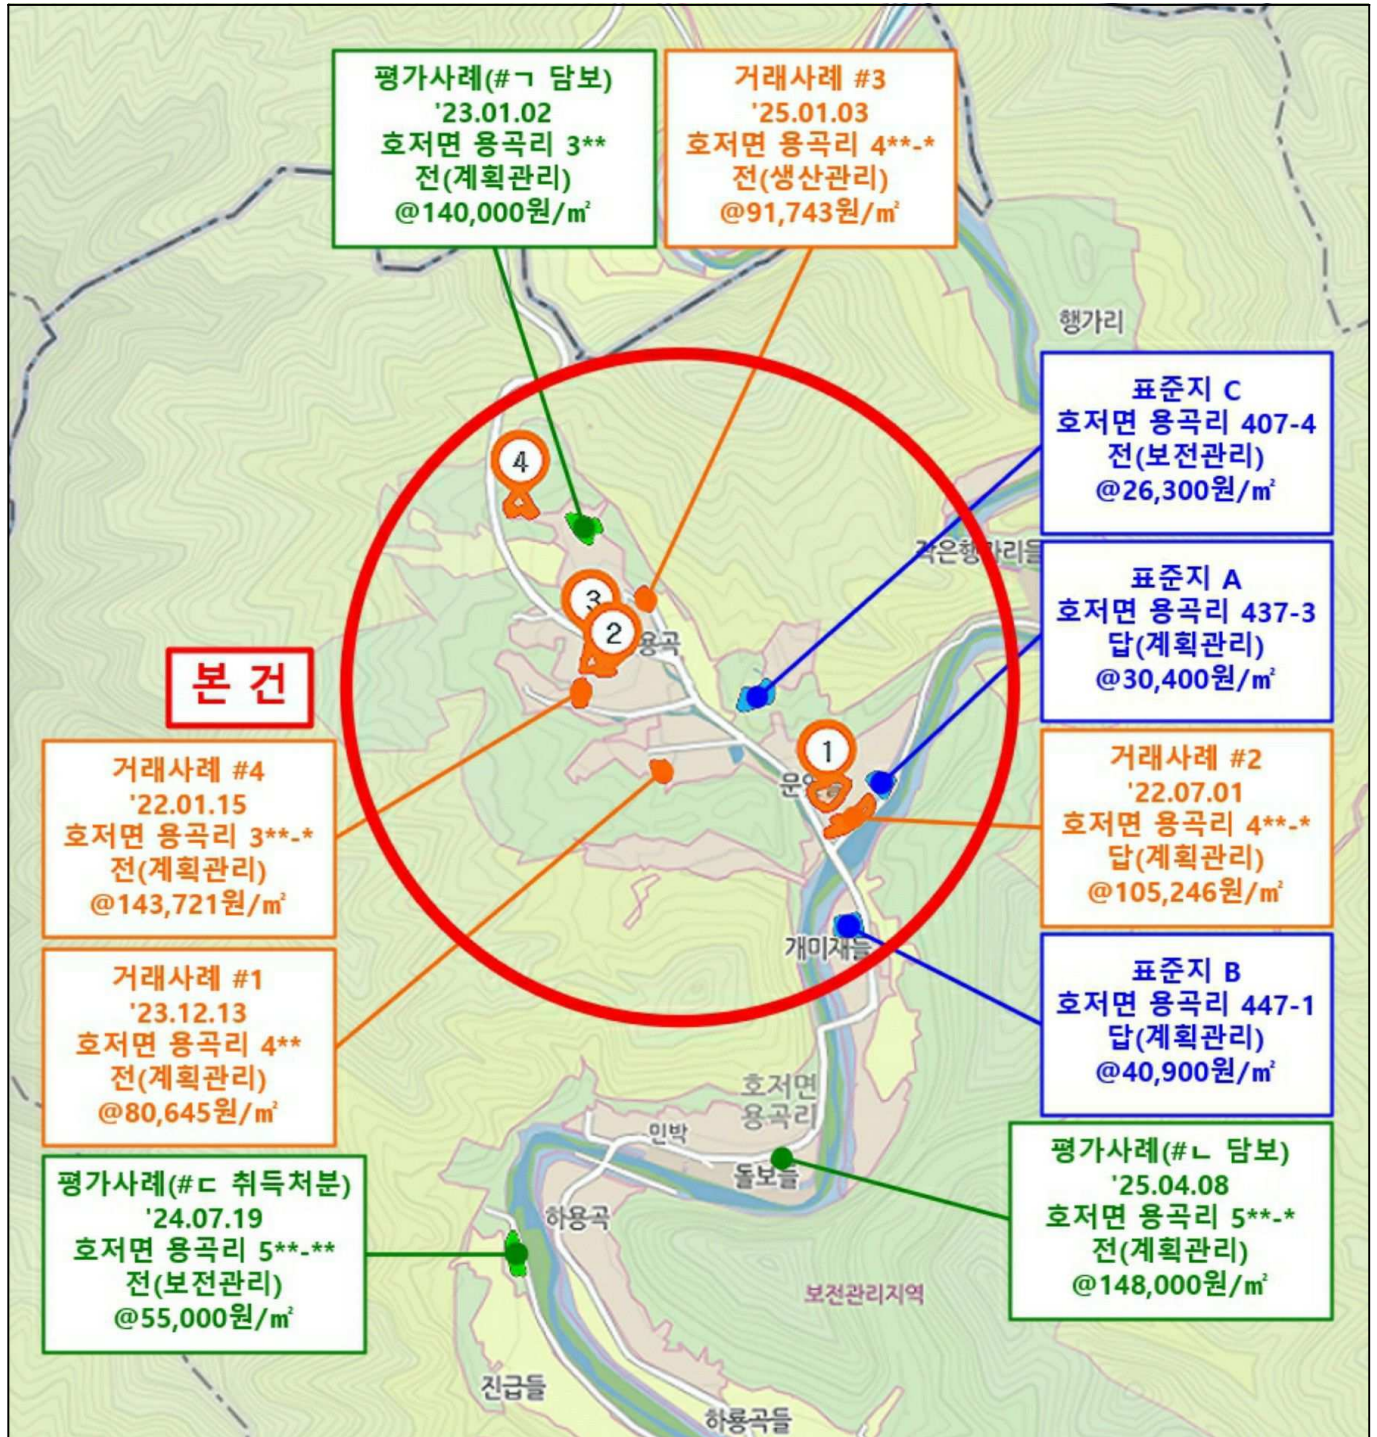 평가사례(#ㄱ 담보)
'23.01.02
호저면 용곡리 3**
전(계획관리)
@140,000원/㎡
거래사례 #3
'25.01.03
호저면 용곡리 4**-*
전(생산관리)
@91,743원/㎡
행가리
표준지 C
호저면 용곡리 407-4
전(보전관리)
@26,300원/㎡
4
작은행가리들
표준지 A
호저면 용곡리 437-3
답(계획관리)
@30,400원/㎡
3
2
용곡
본 건
1
거래사례 #4
'22.01.15
호저면 용곡리 3**-*
전(계획관리)
@143,721원/㎡
거래사례 #2
'22.07.01
호저면 용곡리 4**-*
답(계획관리)
@105,246원/㎡
개미재들
표준지 B
호저면 용곡리 447-1
답(계획관리)
@40,900원/㎡
거래사례 #1
'23.12.13
호저면 용곡리 4**
전(계획관리)
@80,645원/㎡
호저면
용곡리
민박
돌보들
평가사례(#ㄴ 담보)
'25.04.08
호저면 용곡리 5**-*
전(계획관리)
@148,000원/㎡
평가사례(#ㄷ 취득처분)
'24.07.19
호저면 용곡리 5**-**
전(보전관리)
@55,000원/㎡
하용곡
보전관리지역
진급들
하룡곡들